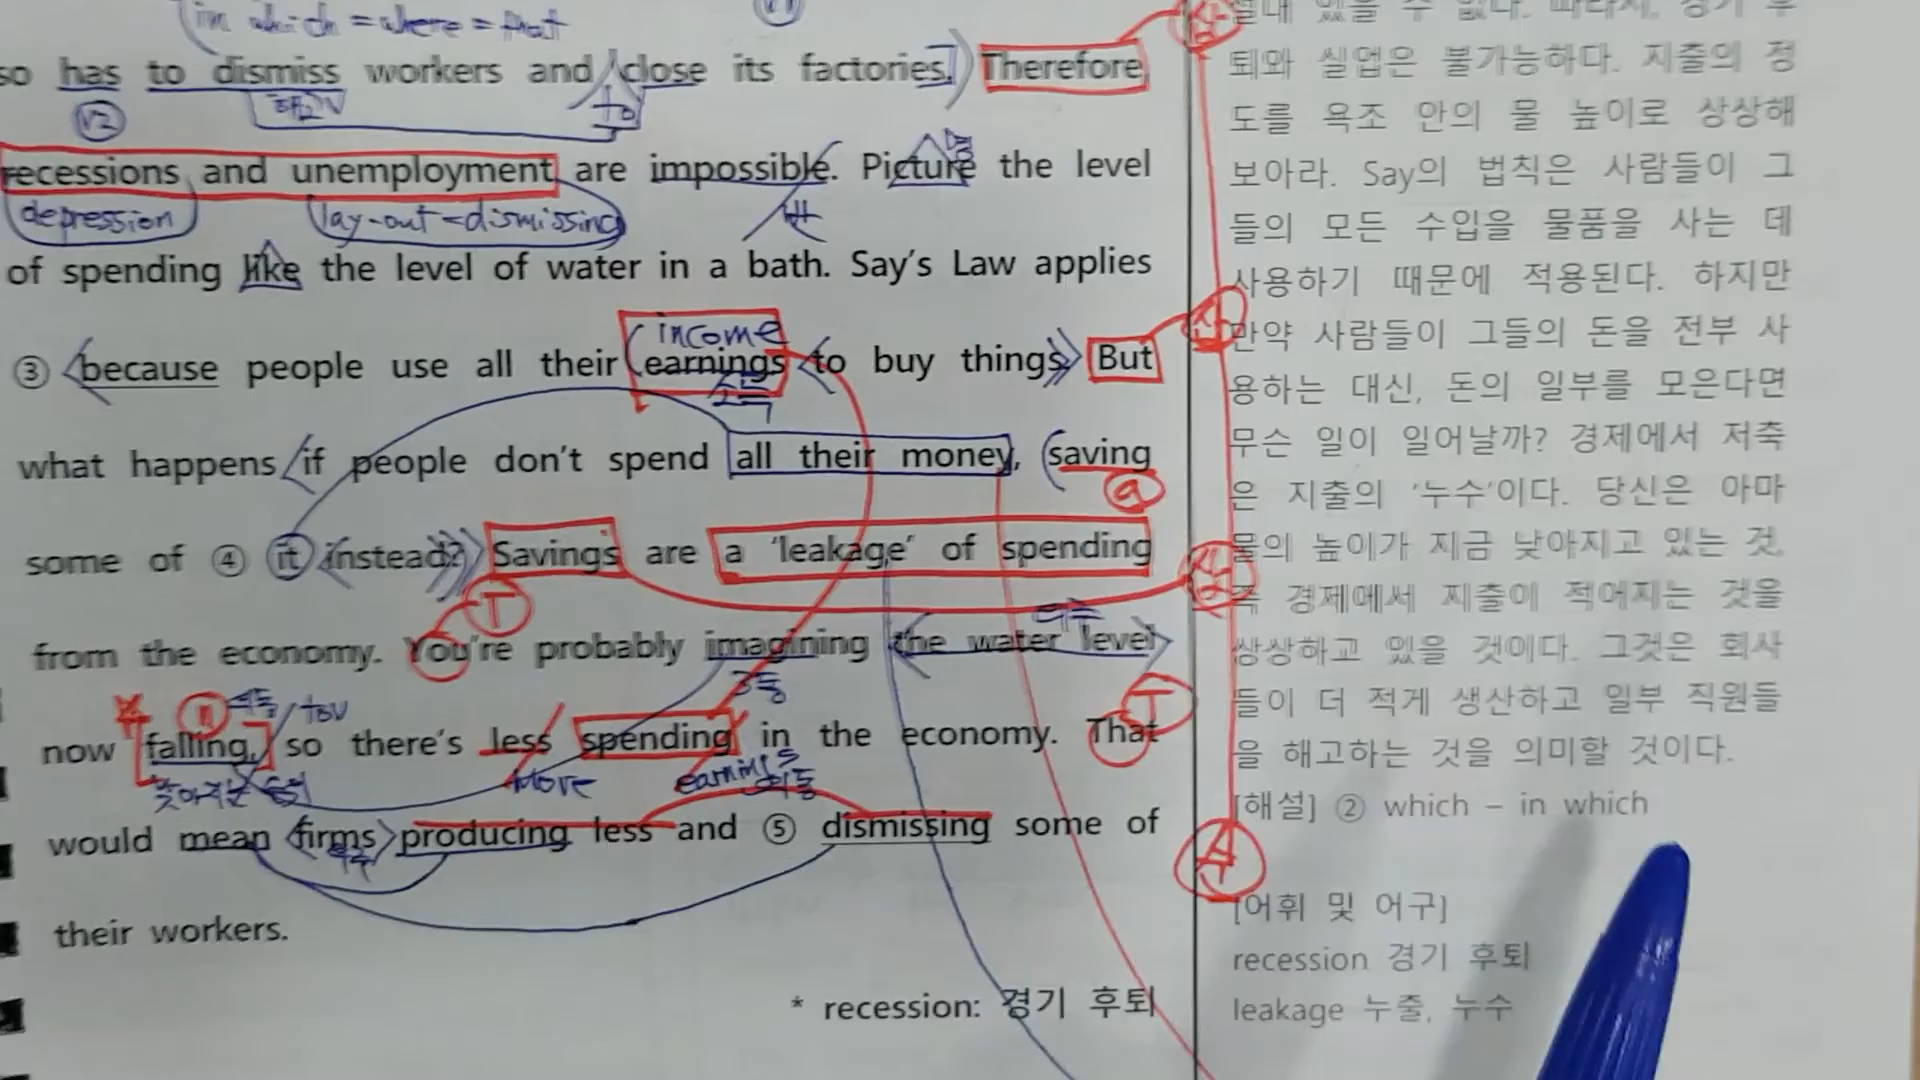 in which = where = that
so has to dismiss workers and close its factories. Therefore,
V2
to
recessions and unemployment are impossible. Picture the level
depression
lay-out = dismissing
of spending like the level of water in a bath. Say's Law applies
income
③ because people use all their earnings to buy things. But
소득
what happens if people don't spend all their money, saving
some of ④ it instead? Savings are a 'leakage' of spending
from the economy. You're probably imagining the water level
now falling, so there's less spending in the economy. That
more
earnings
would mean firms producing less and ⑤ dismissing some of
their workers.
* recession: 경기 후퇴
퇴와 실업은 불가능하다. 지출의 정
도를 욕조 안의 물 높이로 상상해
보아라. Say의 법칙은 사람들이 그
들의 모든 수입을 물품을 사는 데
사용하기 때문에 적용된다. 하지만
만약 사람들이 그들의 돈을 전부 사
용하는 대신, 돈의 일부를 모은다면
무슨 일이 일어날까? 경제에서 저축
은 지출의 '누수'이다. 당신은 아마
물의 높이가 지금 낮아지고 있는 것,
즉 경제에서 지출이 적어지는 것을
상상하고 있을 것이다. 그것은 회사
들이 더 적게 생산하고 일부 직원들
을 해고하는 것을 의미할 것이다.
[해설] ② which – in which
[어휘 및 어구]
recession 경기 후퇴
leakage 누출, 누수